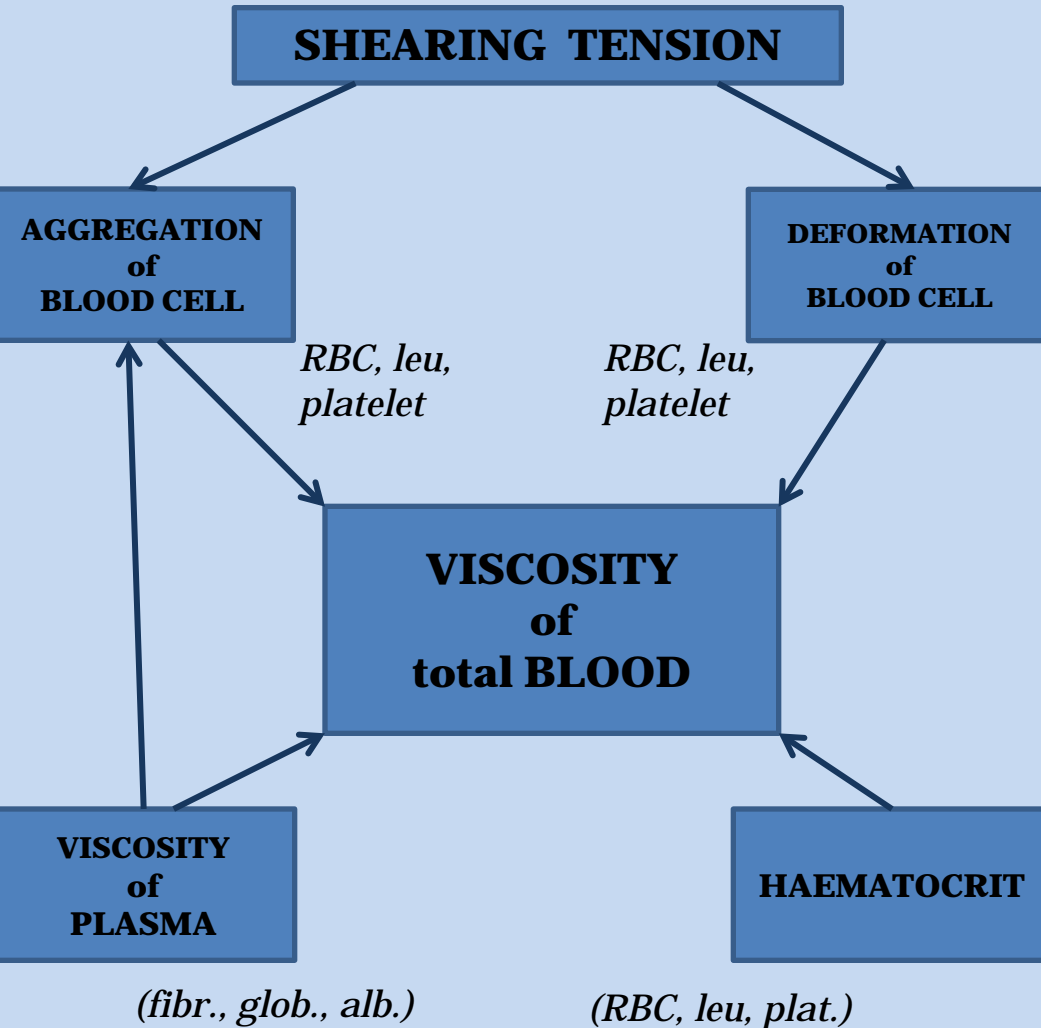 SHEARING TENSION
AGGREGATION
of
BLOOD CELL
DEFORMATION
of
BLOOD CELL
RBC, leu,
platelet
RBC, leu,
platelet
VISCOSITY
of
total BLOOD
VISCOSITY
of
PLASMA
HAEMATOCRIT
(fibr., glob., alb.)
(RBC, leu, plat.)